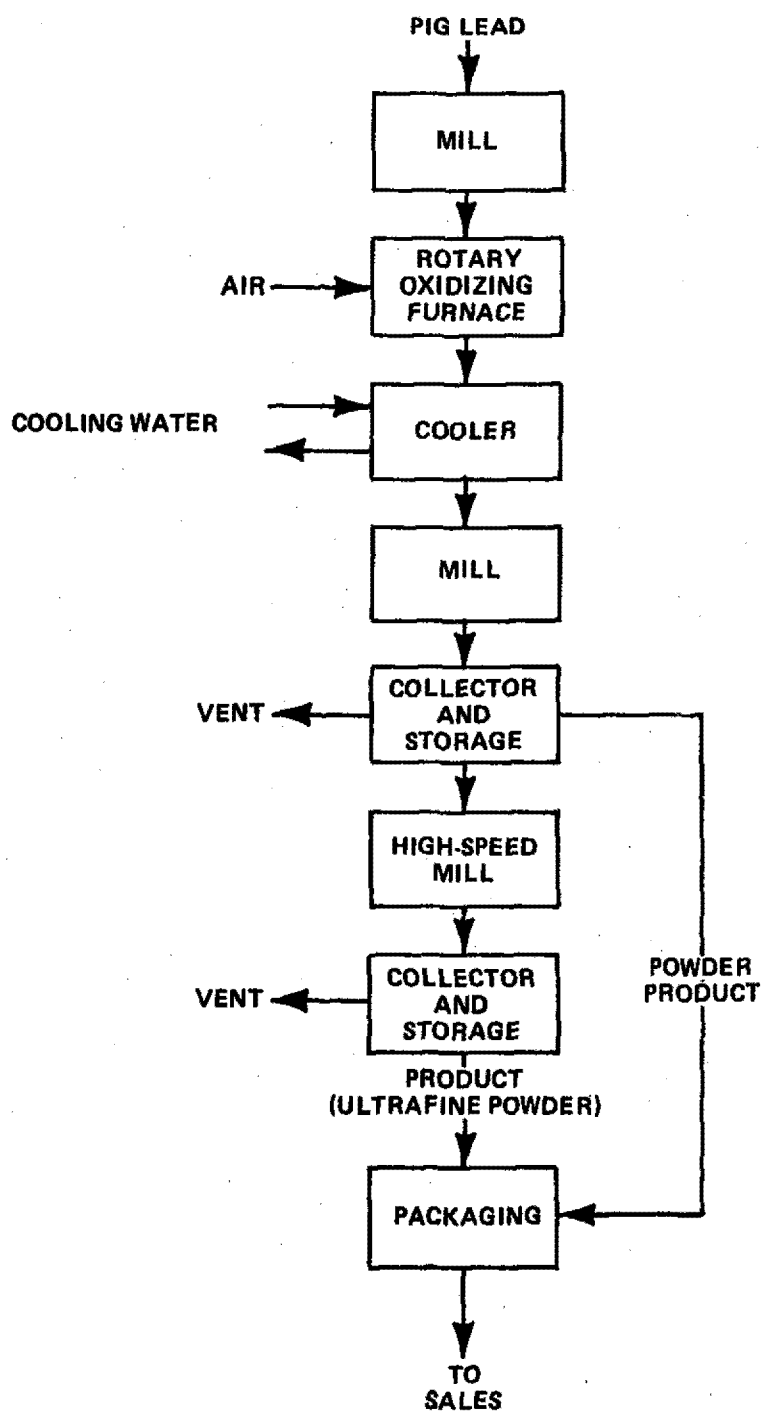 PIG LEAD
MILL
ROTARY
OXIDIZING
FURNACE
AIR
COOLING WATER
COOLER
MILL
COLLECTOR
AND
STORAGE
VENT
HIGH-SPEED
MILL
COLLECTOR
AND
STORAGE
VENT
POWDER
PRODUCT
PRODUCT
(ULTRAFINE POWDER)
PACKAGING
TO
SALES